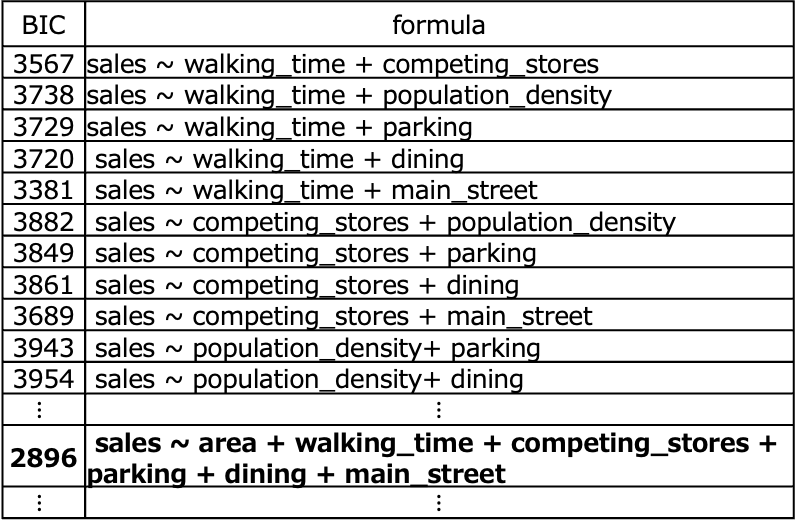 BIC formula
3567 sales ~ walking_time + competing_stores
3738 sales ~ walking_time + population_density
3729 sales ~ walking_time + parking
3720 sales ~ walking_time + dining
3381 sales ~ walking_time + main_street
3882 sales ~ competing_stores + population_density
3849 sales ~ competing_stores + parking
3861 sales ~ competing_stores + dining
3689 sales ~ competing_stores + main_street
3943 sales ~ population_density+ parking
3954 sales ~ population_density+ dining
⋮ ⋮
2896 sales ~ area + walking_time + competing_stores +
parking + dining + main_street
⋮ ⋮